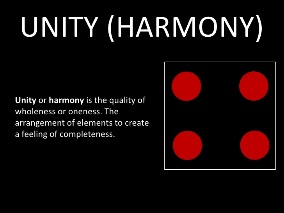 UNITY (HARMONY)
Unity or harmony is the quality of
wholeness or oneness. The
arrangement of elements to create
a feeling of completeness.